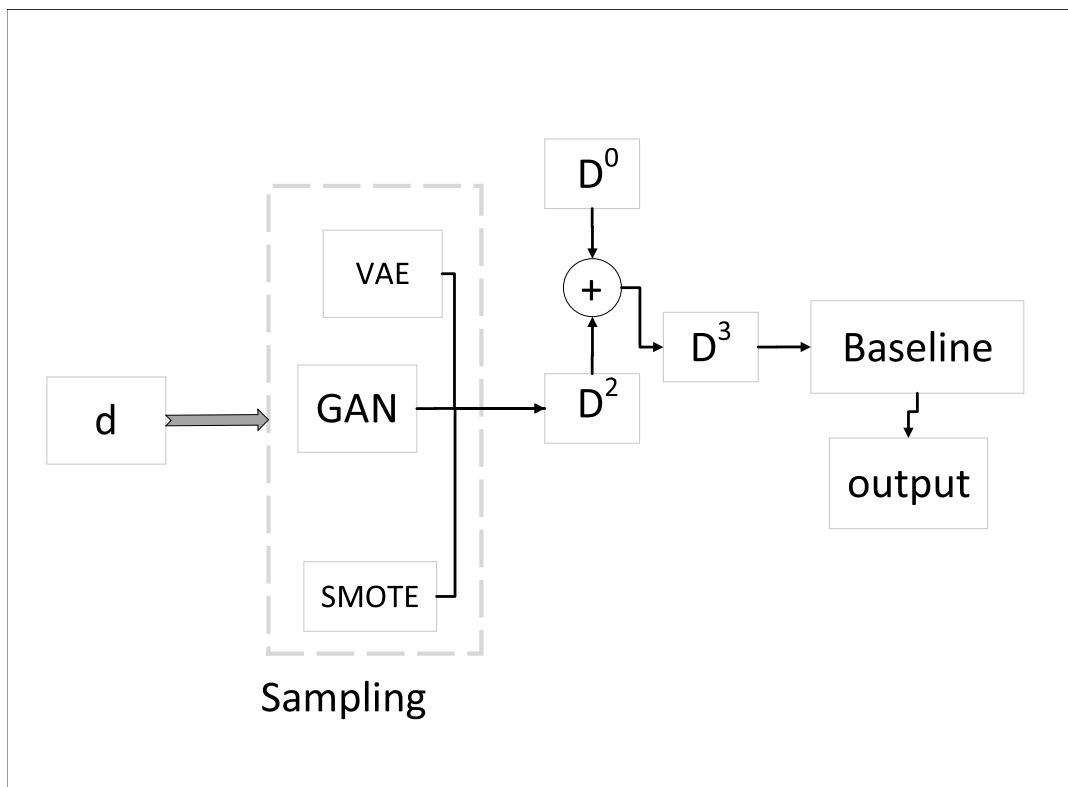 d
VAE
GAN
SMOTE
Sampling
D⁰
+
D²
D³
Baseline
output